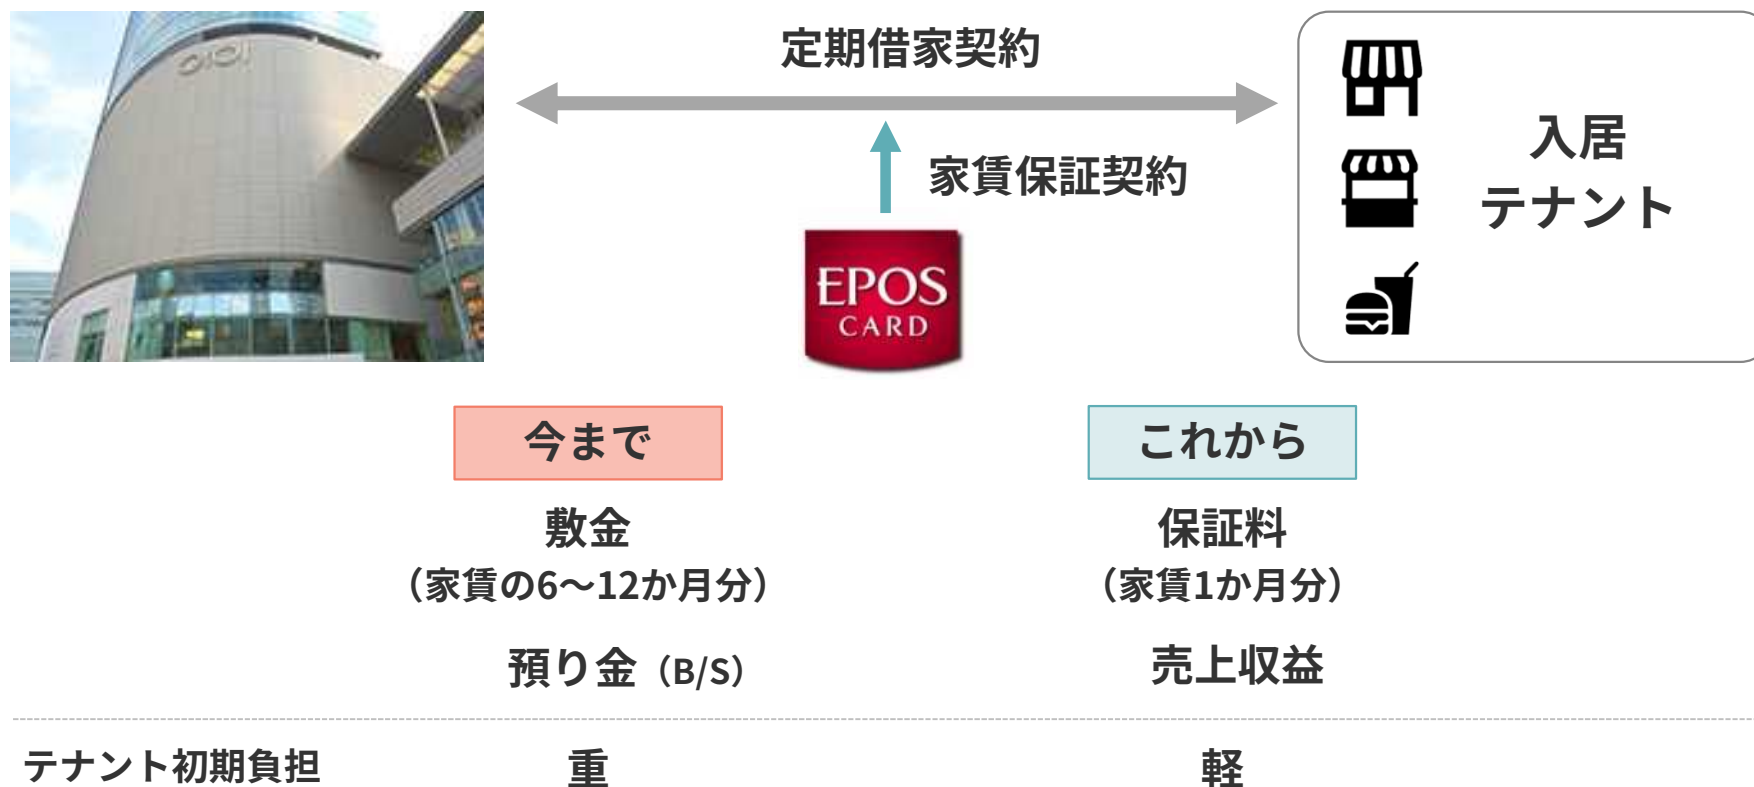 OIOI
定期借家契約
家賃保証契約
EPOS
CARD
入居
テナント
今まで
これから
敷金
（家賃の6～12か月分）
保証料
（家賃1か月分）
預り金（B/S）
売上収益
テナント初期負担
重
軽